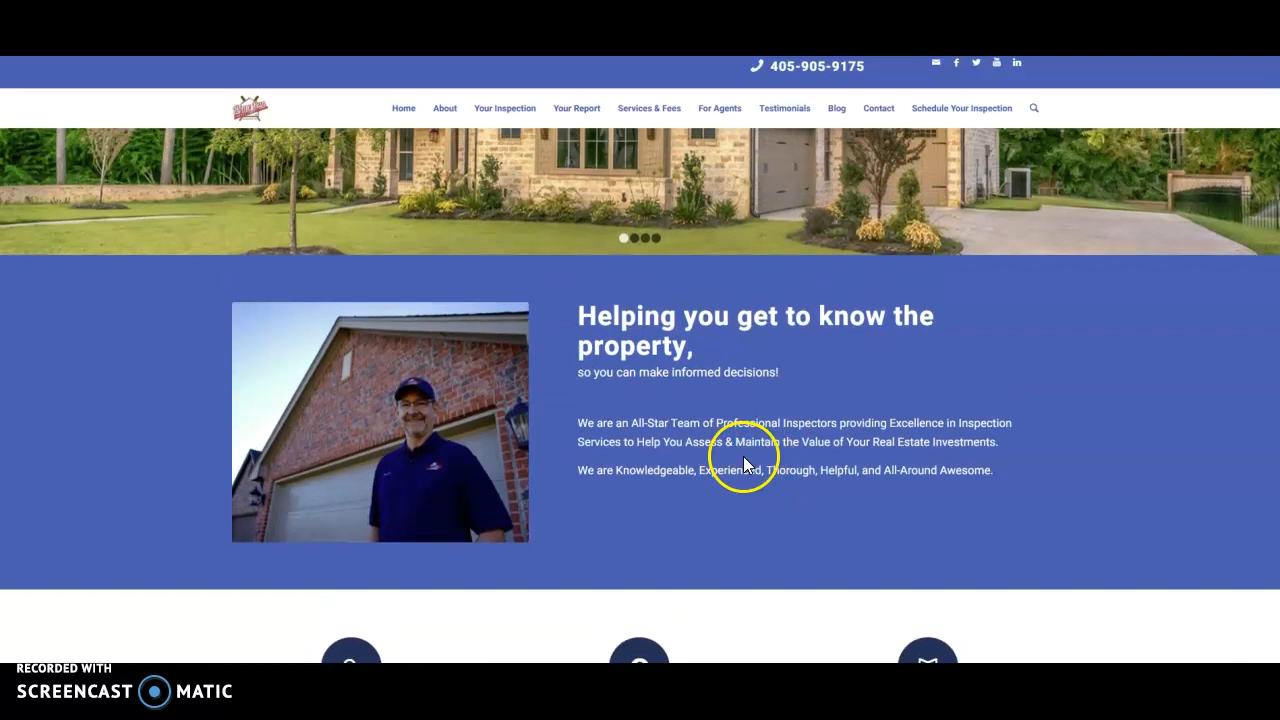 405-905-9175
Home About Your Inspection Your Report Services & Fees For Agents Testimonials Blog Contact Schedule Your Inspection
Helping you get to know the
property,
so you can make informed decisions!
We are an All-Star Team of Professional Inspectors providing Excellence in Inspection
Services to Help You Assess & Maintain the Value of Your Real Estate Investments.
We are Knowledgeable, Experienced, Thorough, Helpful, and All-Around Awesome.
RECORDED WITH
SCREENCAST MATIC